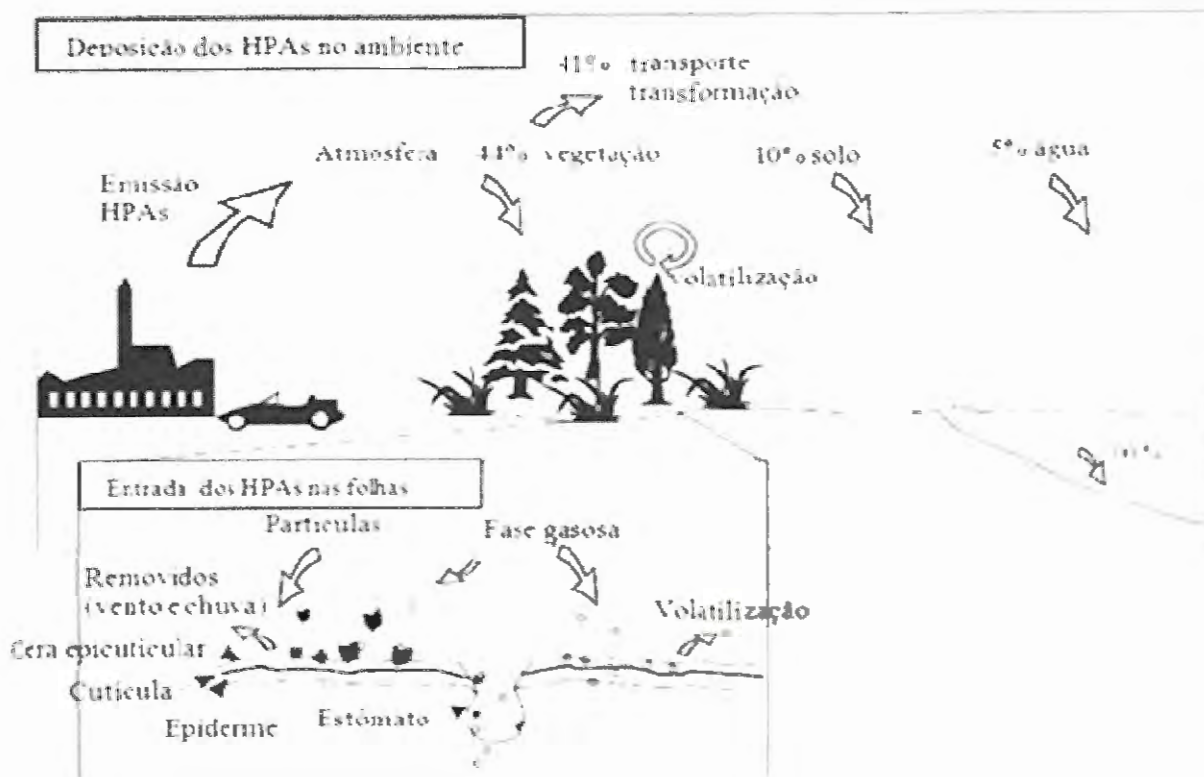 Deposição dos HPAs no ambiente
41% transporte
transformação
Atmosfera 44% vegetação
10% solo
5% água
Emissão
HPAs
Volatilização
Entrada dos HPAs nas folhas
Partículas
Fase gasosa
Removidos
(vento e chuva)
Volatilização
Cera epicuticular
Cutícula
Estômato
Epiderme